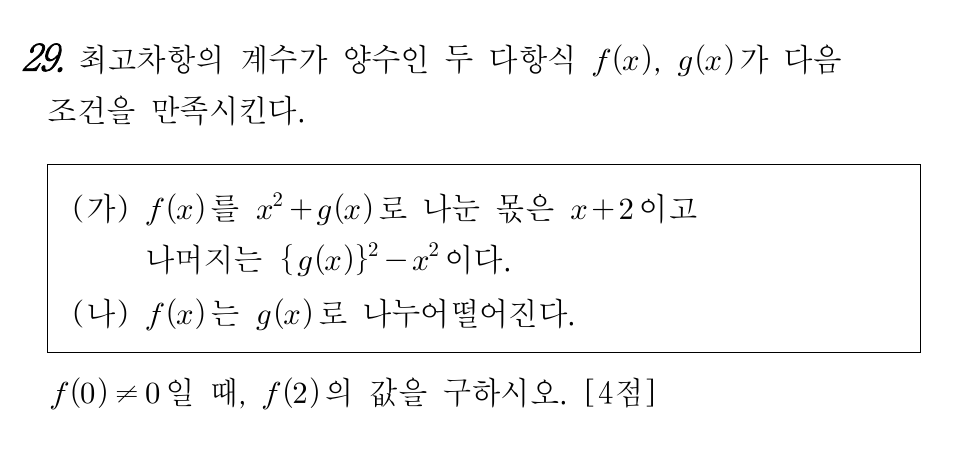 29. 최고차항의 계수가 양수인 두 다항식 f(x), g(x)가 다음
조건을 만족시킨다.
(가) f(x)를 x²+g(x)로 나눈 몫은 x+2이고
나머지는 {g(x)}²-x²이다.
(나) f(x)는 g(x)로 나누어떨어진다.
f(0)≠0일 때, f(2)의 값을 구하시오. [4점]